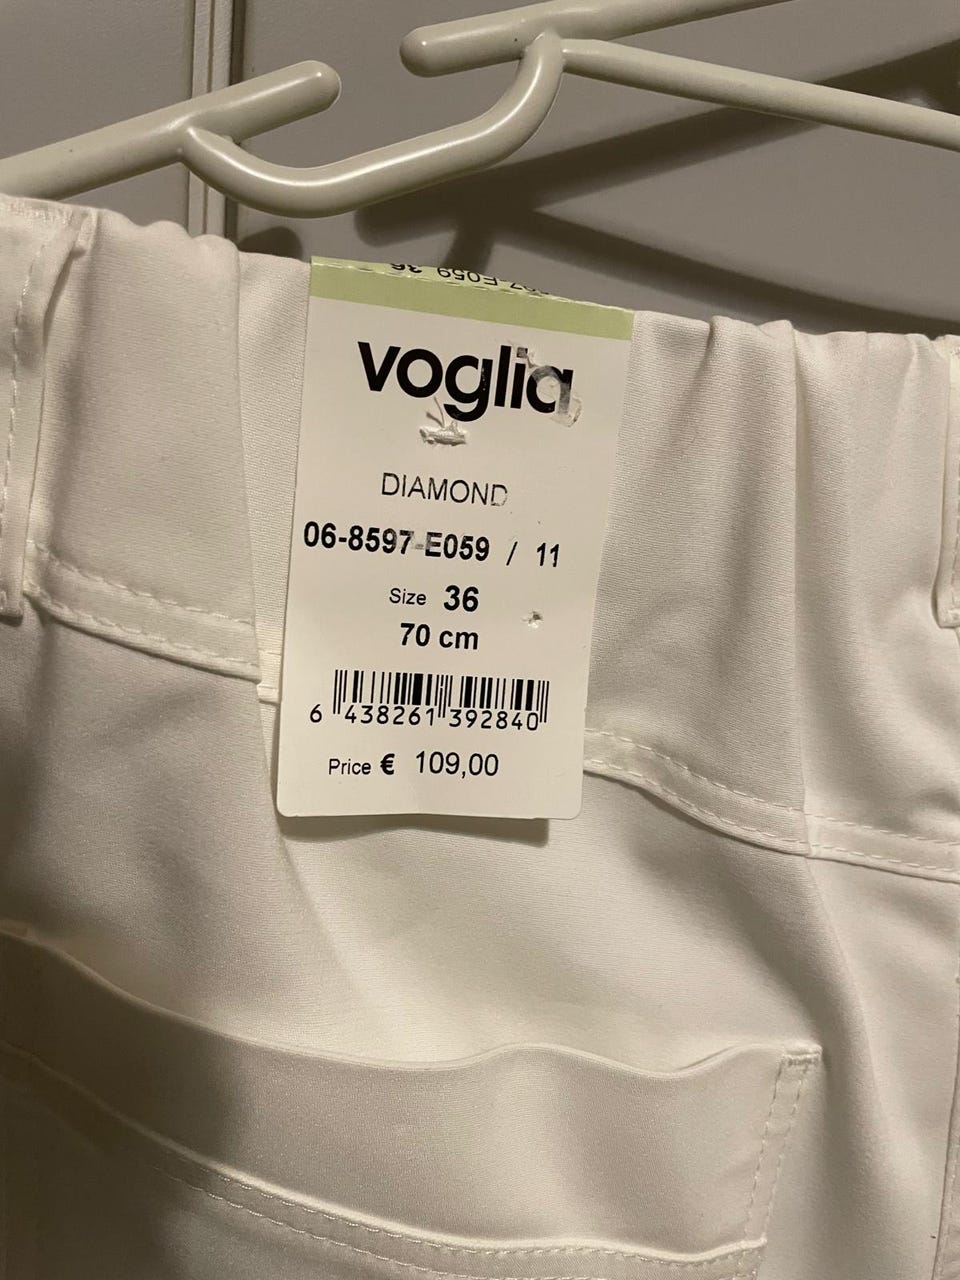 voglia
DIAMOND
06-8597-E059 / 11
Size 36
70 cm
6 438261 392840
Price € 109,00